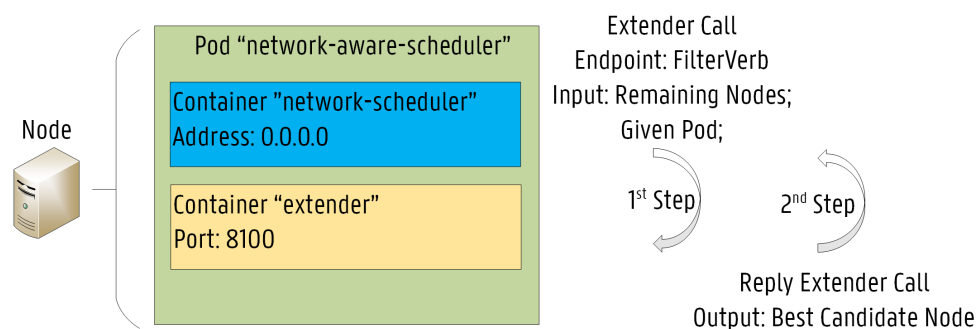 Node
Pod “network-aware-scheduler”
Container ”network-scheduler”
Address: 0.0.0.0
Container “extender”
Port: 8100
Extender Call
Endpoint: FilterVerb
Input: Remaining Nodes;
Given Pod;
1st Step
2nd Step
Reply Extender Call
Output: Best Candidate Node